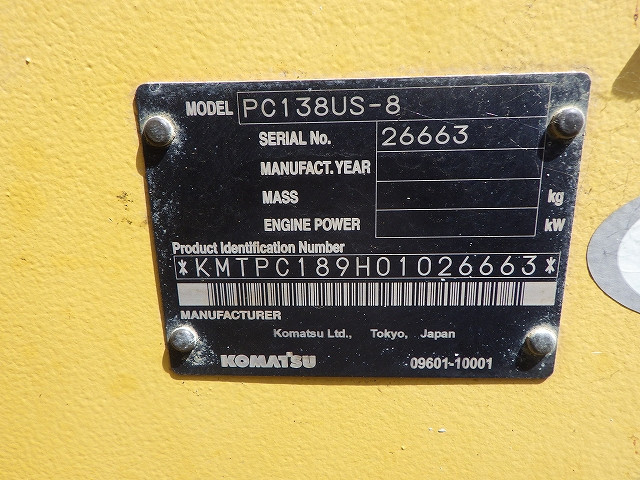 MODEL PC138US-8
SERIAL No. 26663
MANUFACT.YEAR
MASS kg
ENGINE POWER kW
Product Identification Number
*KMTPC189H01026663*
MANUFACTURER
Komatsu Ltd., Tokyo, Japan
KOMATSU 09601-10001